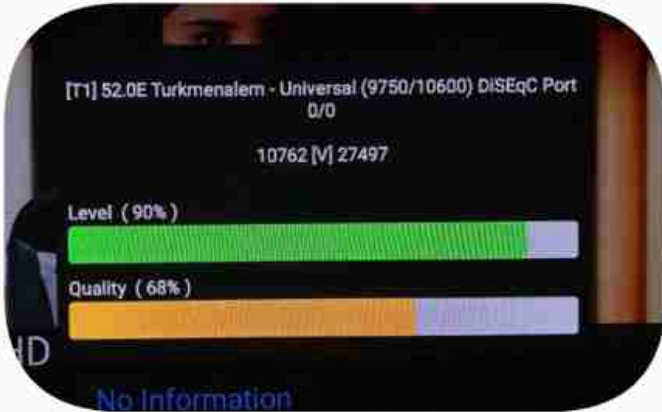 [T1] 52.0E Turkmenalem - Universal (9750/10600) DiSEqC Port
0/0
10762 [V] 27497
Level ( 90% )
Quality ( 68% )
HD
No Information